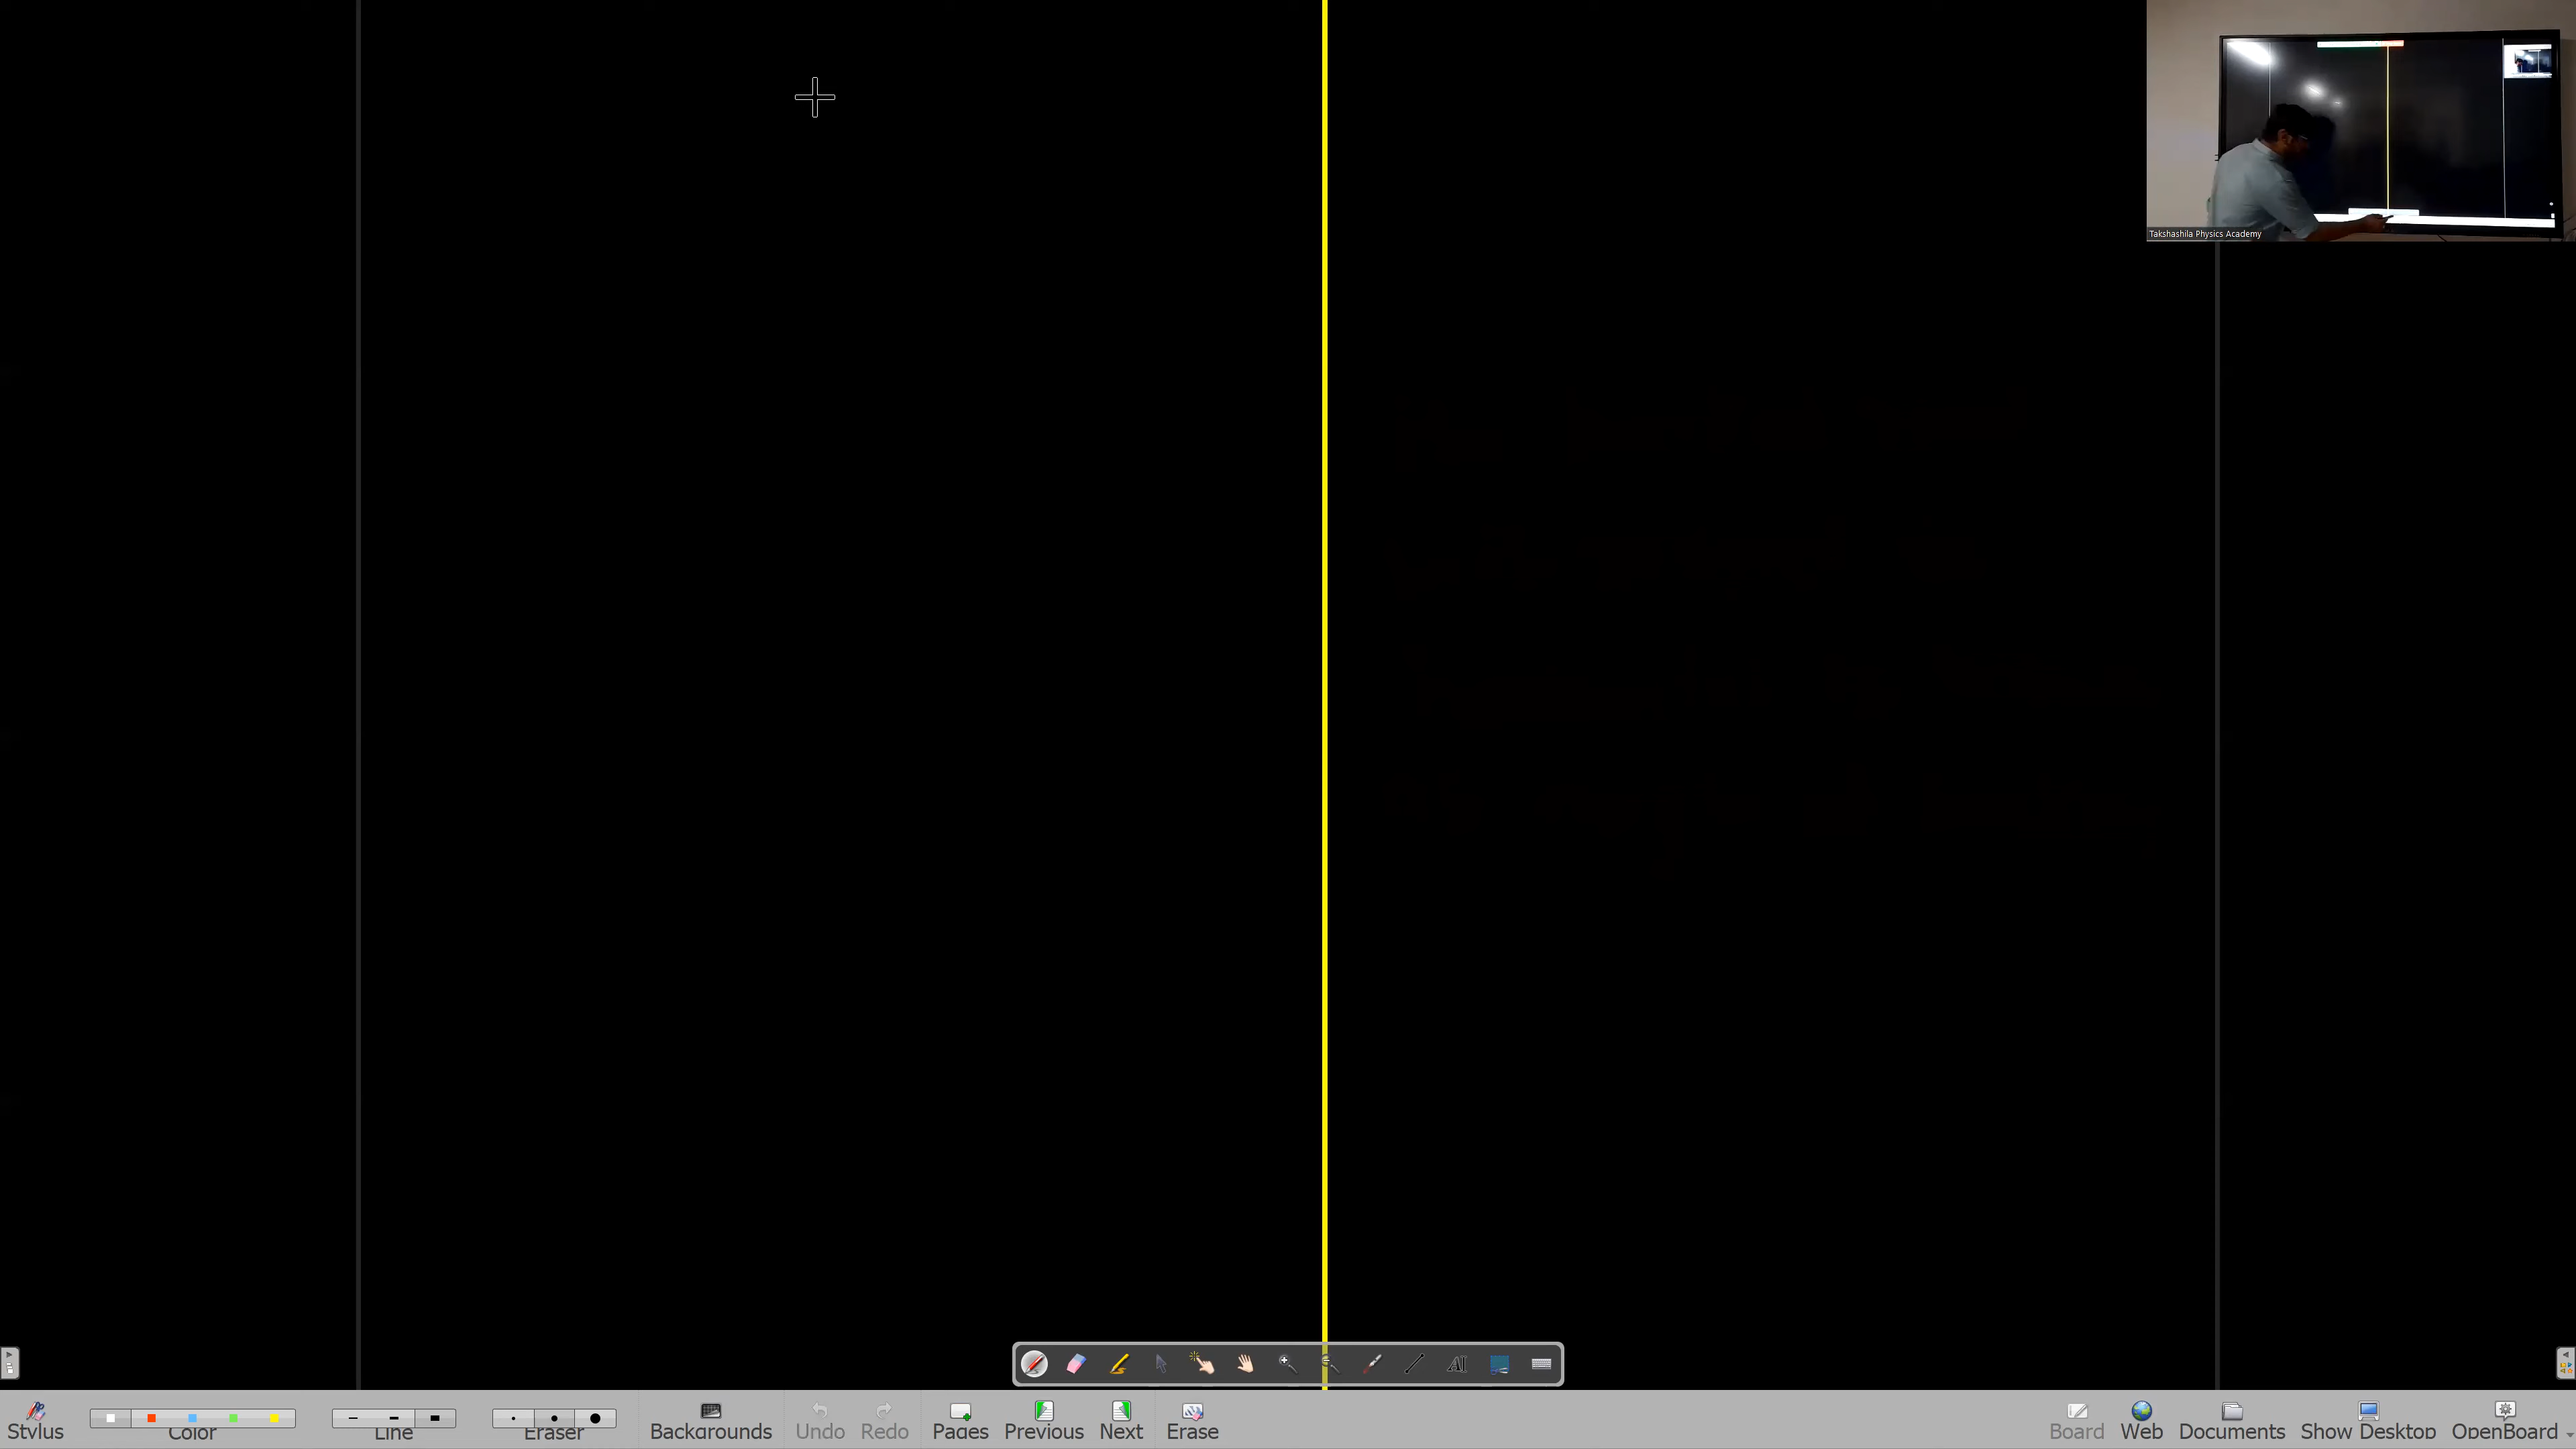 Takshashila Physics Academy
Stylus
Color
Line
Eraser
Backgrounds
Undo
Redo
Pages
Previous
Next
Erase
Board
Web
Documents
Show Desktop
OpenBoard